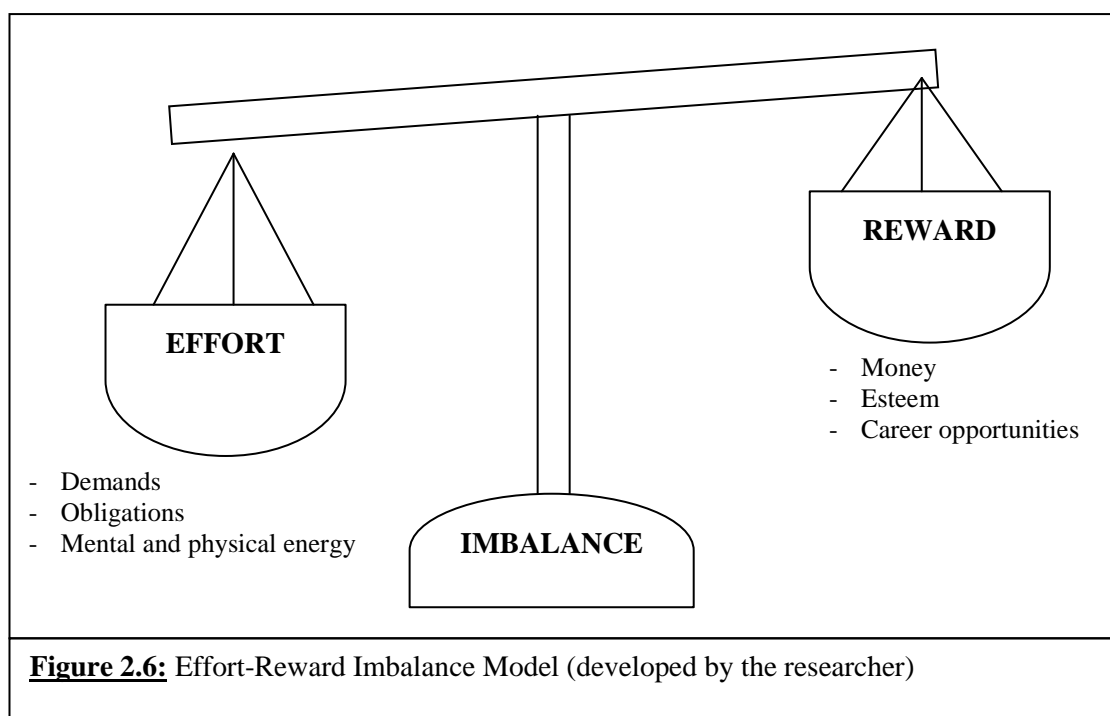 REWARD
EFFORT
- Money
- Esteem
- Career opportunities
- Demands
- Obligations
- Mental and physical energy
IMBALANCE
Figure 2.6: Effort-Reward Imbalance Model (developed by the researcher)